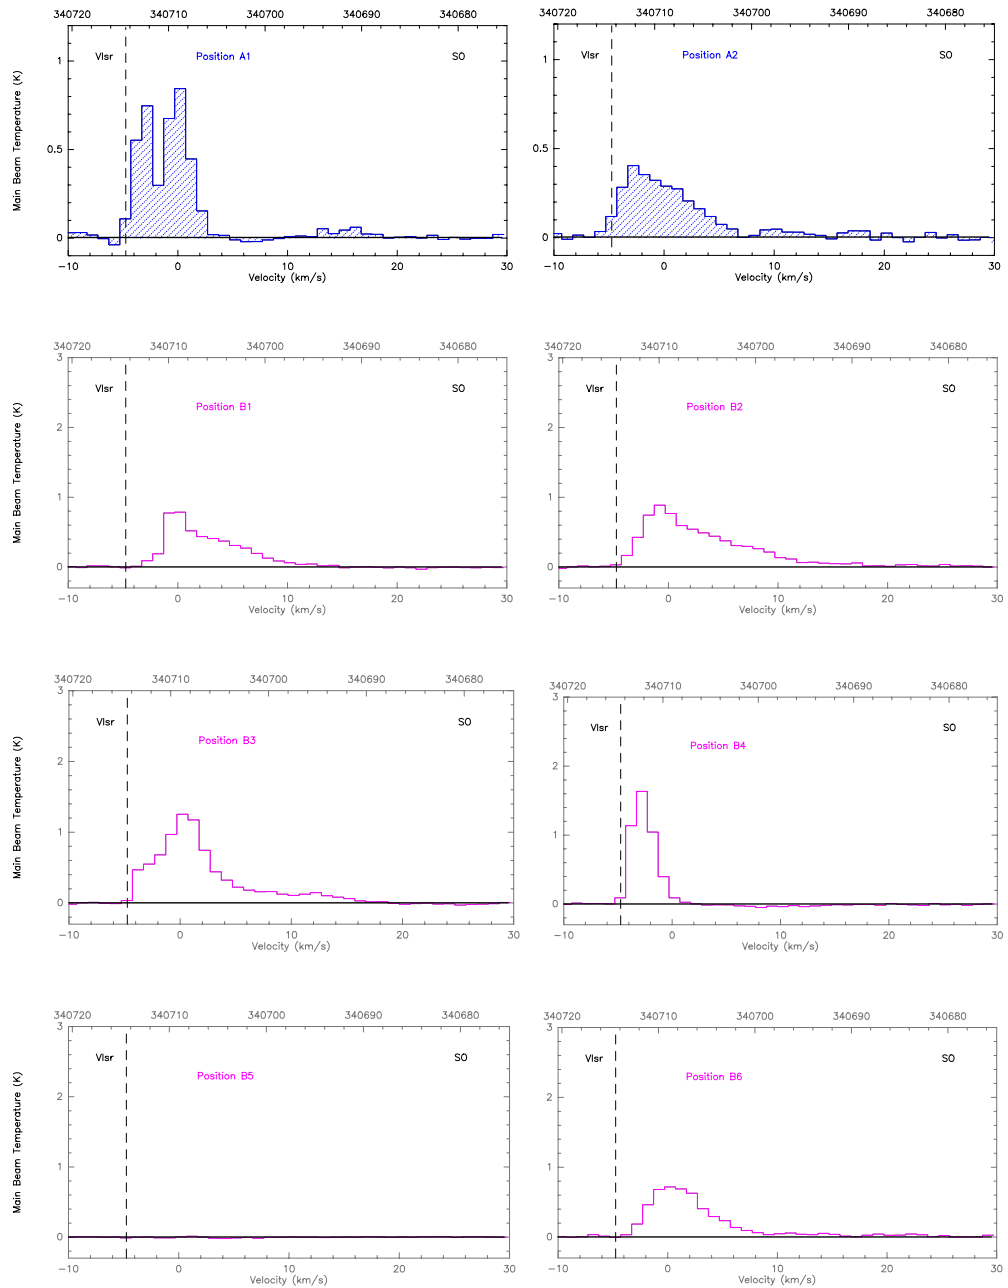 340720 340710 340700 340690 340680
340720 340710 340700 340690 340680
Vlsr Position A1 SO
Vlsr Position A2 SO
Main Beam Temperature (K)
1
0.5
0
1
0.5
0
−10 0 10 20 30
−10 0 10 20 30
Velocity (km/s)
Velocity (km/s)
340720 340710 340700 340690 340680
340720 340710 340700 340690 340680
Vlsr SO
Vlsr SO
Position B1
Position B2
Main Beam Temperature (K)
3
2
1
0
3
2
1
0
−10 0 10 20 30
−10 0 10 20 30
Velocity (km/s)
Velocity (km/s)
340720 340710 340700 340690 340680
340720 340710 340700 340690 340680
Vlsr SO
Vlsr SO
Position B3
Position B4
Main Beam Temperature (K)
3
2
1
0
3
2
1
0
−10 0 10 20 30
−10 0 10 20 30
Velocity (km/s)
Velocity (km/s)
340720 340710 340700 340690 340680
340720 340710 340700 340690 340680
Vlsr SO
Vlsr SO
Position B5
Position B6
Main Beam Temperature (K)
3
2
1
0
3
2
1
0
−10 0 10 20 30
−10 0 10 20 30
Velocity (km/s)
Velocity (km/s)